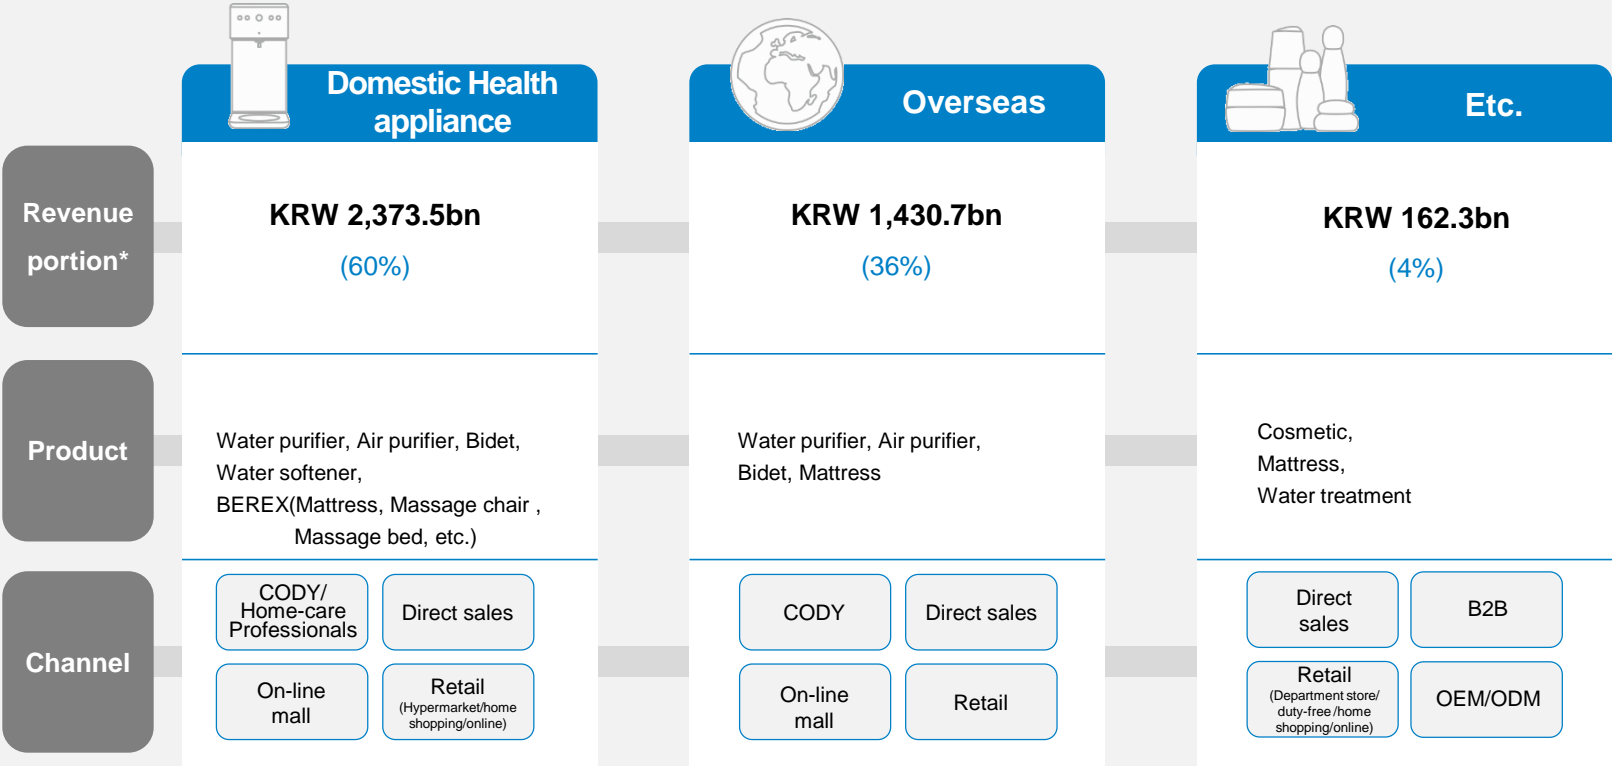 Domestic Health
appliance
Overseas
Etc.
Revenue
portion*
KRW 2,373.5bn
(60%)
KRW 1,430.7bn
(36%)
KRW 162.3bn
(4%)
Product
Water purifier, Air purifier, Bidet,
Water softener,
BEREX(Mattress, Massage chair ,
Massage bed, etc.)
Water purifier, Air purifier,
Bidet, Mattress
Cosmetic,
Mattress,
Water treatment
Channel
CODY/
Home-care
Professionals
Direct sales
On-line
mall
Retail
(Hypermarket/home
shopping/online)
CODY
Direct sales
On-line
mall
Retail
Direct
sales
B2B
Retail
(Department store/
duty-free /home
shopping/online)
OEM/ODM